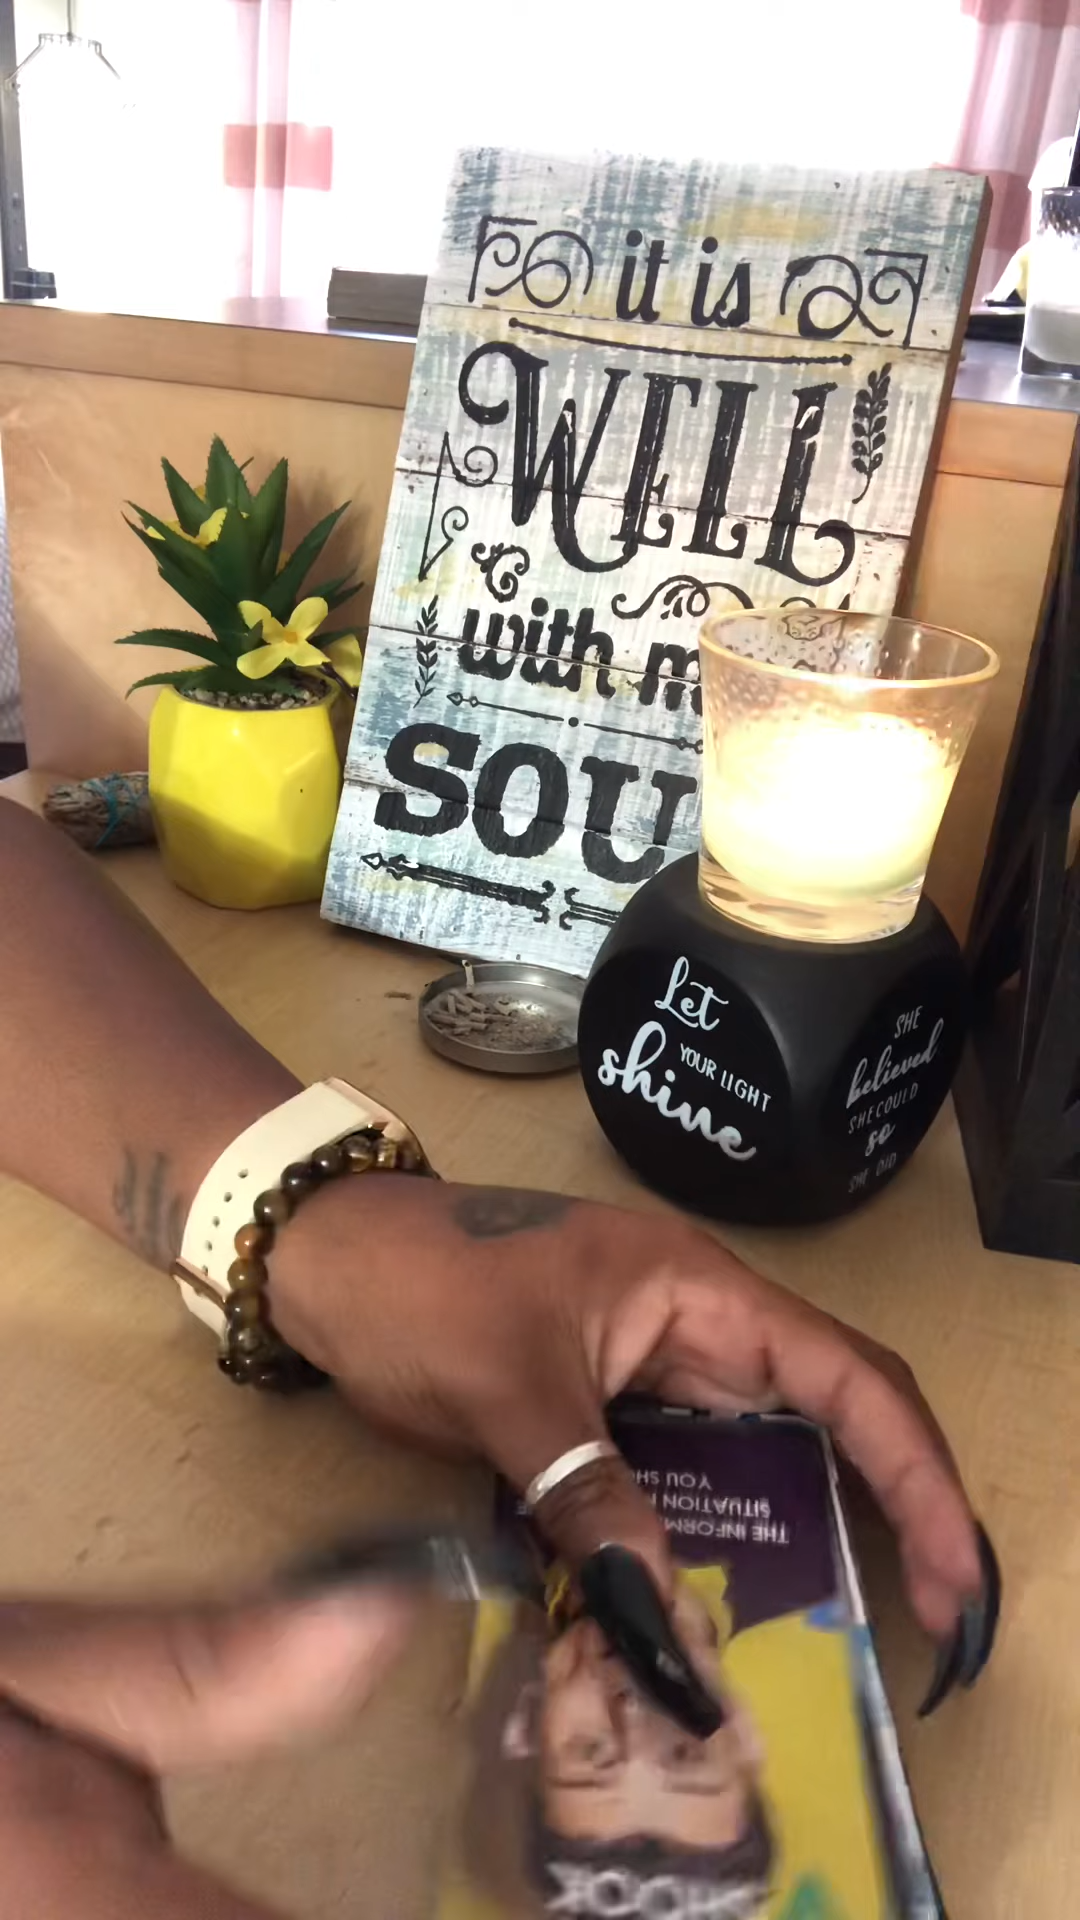 it is
WELL
with m
SOU
Let
YOUR LIGHT
shine
SHE
believed
SHE COULD
so
SHE DID
YOU SHO
SITUATION
THE INFORM